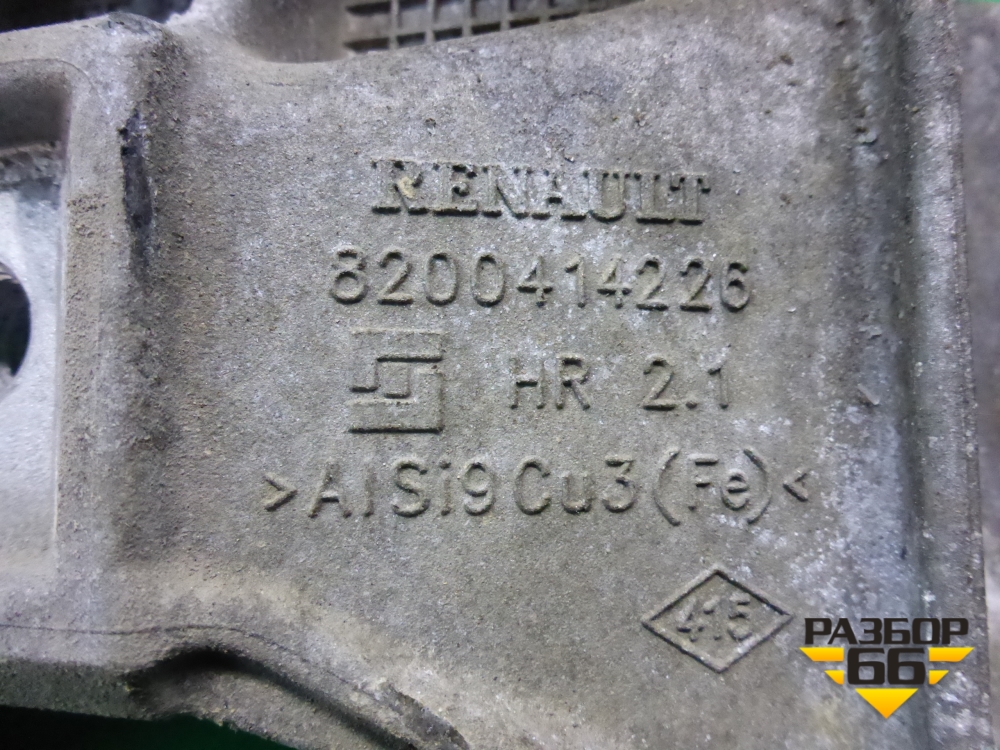 RENAULT
8200414226
HR 2.1
>AlSi9Cu3(Fe)<
415
РАЗБОР
66